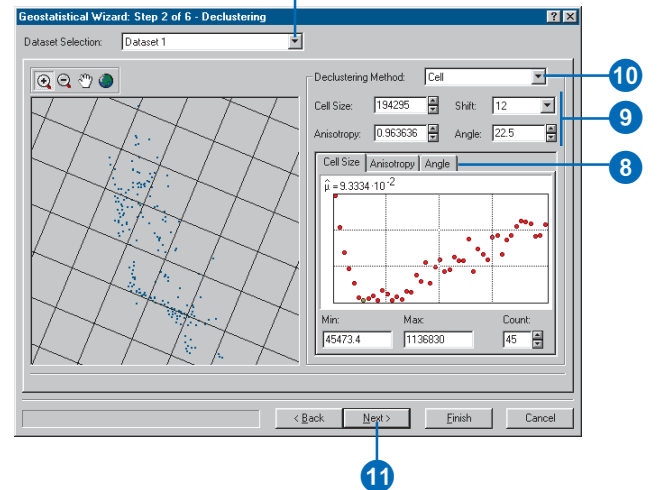 Geostatistical Wizard: Step 2 of 6 - Declustering
Dataset Selection: Dataset 1
Declustering Method: Cell
10
Cell Size: 194295 Shift: 12
9
Anisotropy: 0.963636 Angle: 22.5
Cell Size Anisotropy Angle
8
μ̂ = 9.3334 ·10⁻²
Min: Max: Count:
45473.4 1136830 45
< Back Next > Finish Cancel
11